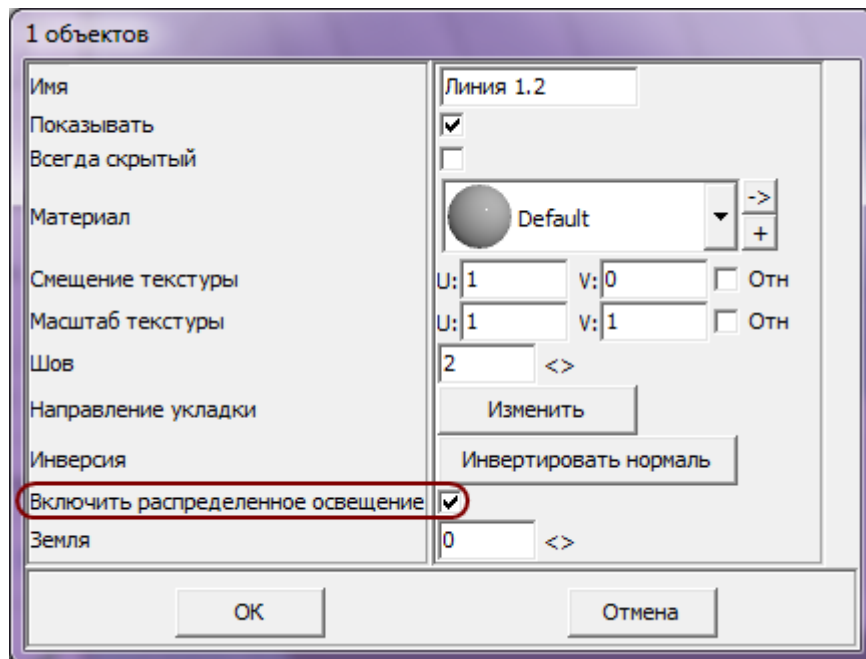 1 объектов
Имя Линия 1.2
Показывать
Всегда скрытый
Материал Default -> +
Смещение текстуры U: 1 V: 0 Отн
Масштаб текстуры U: 1 V: 1 Отн
Шов 2 <>
Направление укладки Изменить
Инверсия Инвертировать нормаль
Включить распределенное освещение
Земля 0 <>
OK Отмена